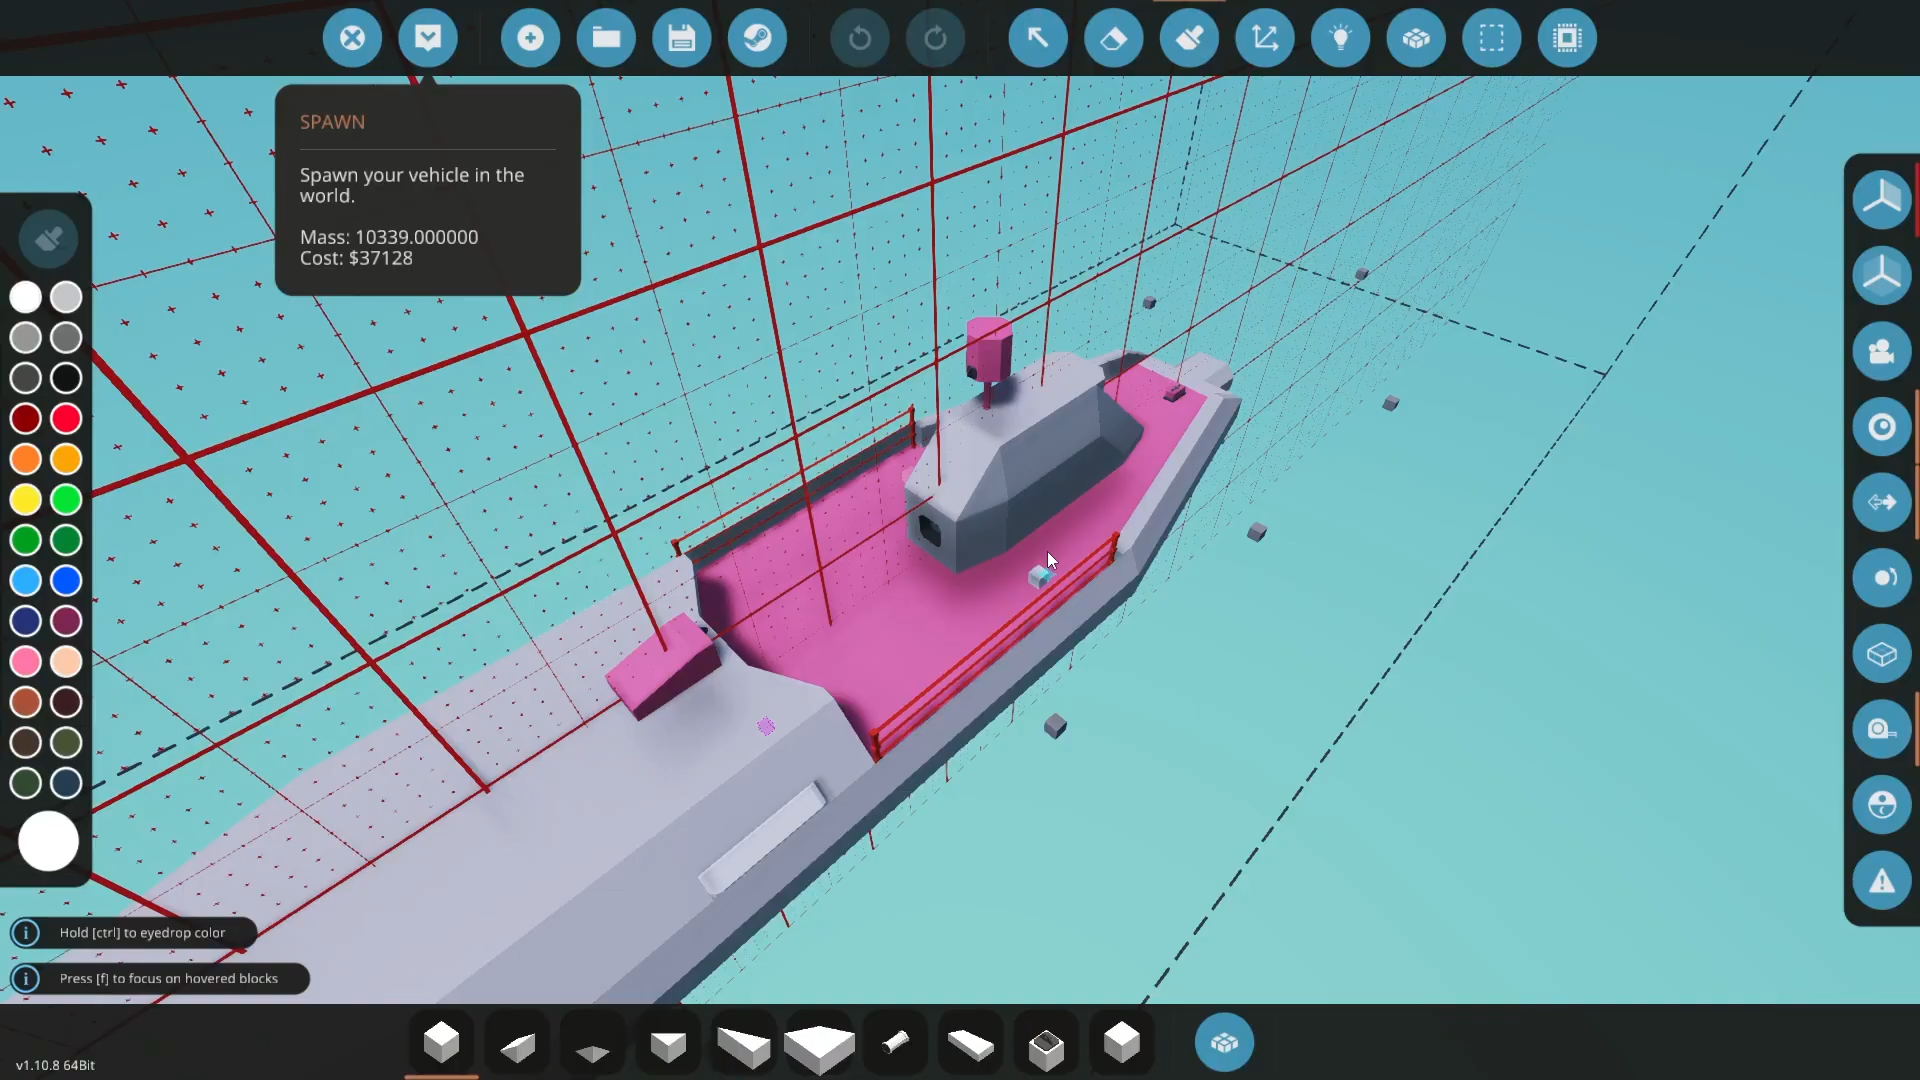 SPAWN
Spawn your vehicle in the
world.
Mass: 10339.000000
Cost: $37128
Hold [ctrl] to eyedrop color
Press [f] to focus on hovered blocks
v1.10.8 64Bit